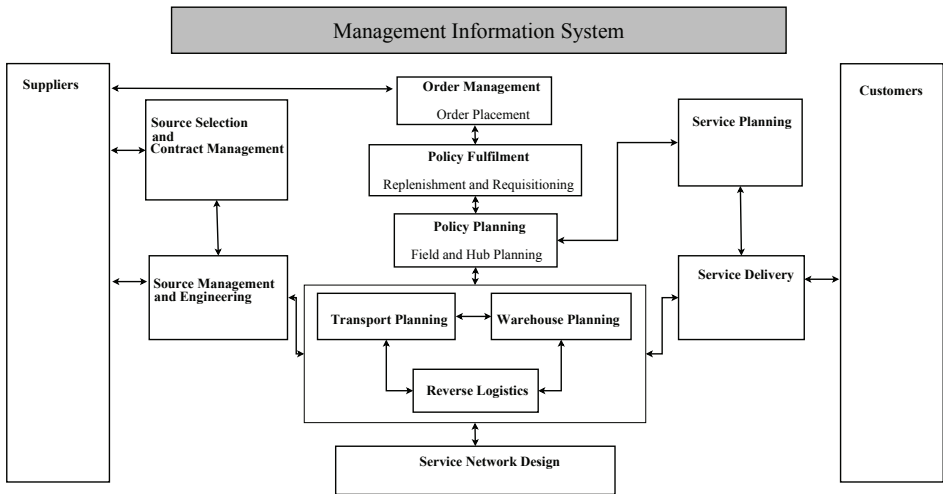 Management Information System
Suppliers
Order Management
Order Placement
Customers
Source Selection
and
Contract Management
Service Planning
Policy Fulfilment
Replenishment and Requisitioning
Policy Planning
Field and Hub Planning
Source Management
and Engineering
Service Delivery
Transport Planning
Warehouse Planning
Reverse Logistics
Service Network Design